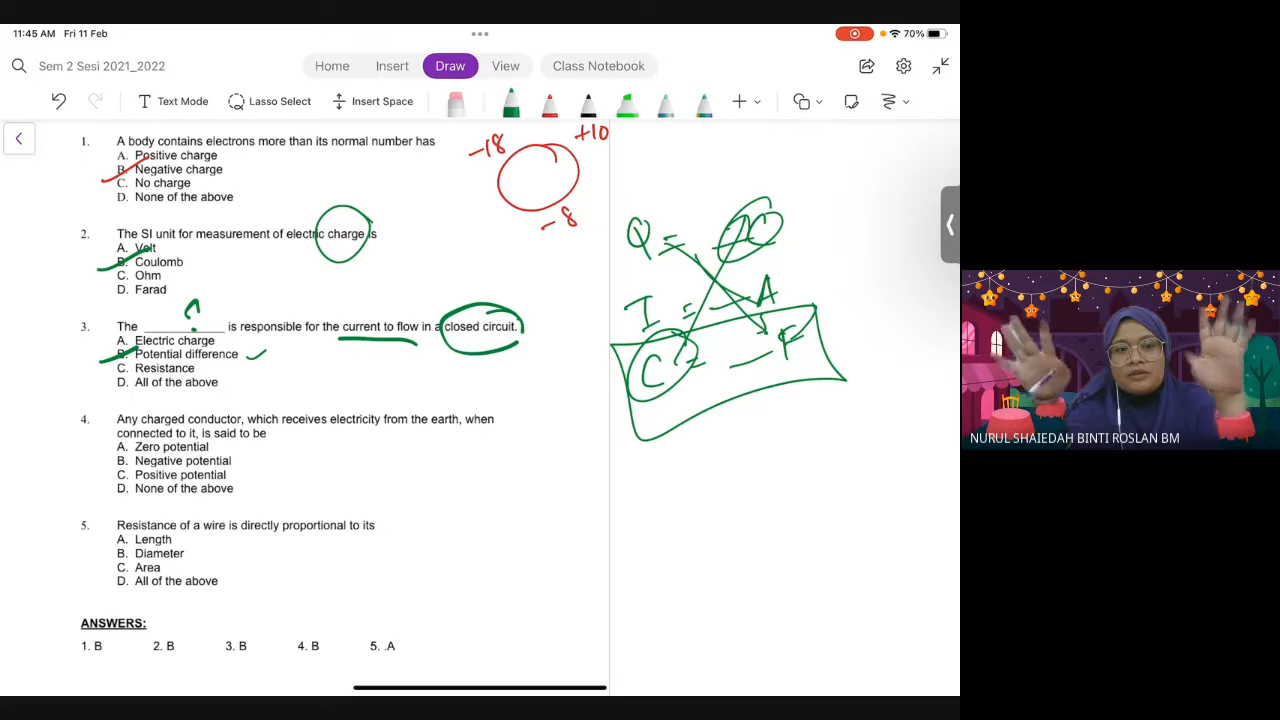 11:45 AM Fri 11 Feb
70%
Sem 2 Sesi 2021_2022
Home Insert Draw View Class Notebook
Text Mode Lasso Select Insert Space
1. A body contains electrons more than its normal number has
A. Positive charge
B. Negative charge
C. No charge
D. None of the above
-18
+10
-8
2. The SI unit for measurement of electric charge is
A. Volt
B. Coulomb
C. Ohm
D. Farad
3. The ____________ is responsible for the current to flow in a closed circuit.
?
A. Electric charge
B. Potential difference
C. Resistance
D. All of the above
Q = C
I = A
C = F
4. Any charged conductor, which receives electricity from the earth, when
connected to it, is said to be
A. Zero potential
B. Negative potential
C. Positive potential
D. None of the above
5. Resistance of a wire is directly proportional to its
A. Length
B. Diameter
C. Area
D. All of the above
ANSWERS:
1. B 2. B 3. B 4. B 5. .A
NURUL SHAIEDAH BINTI ROSLAN BM